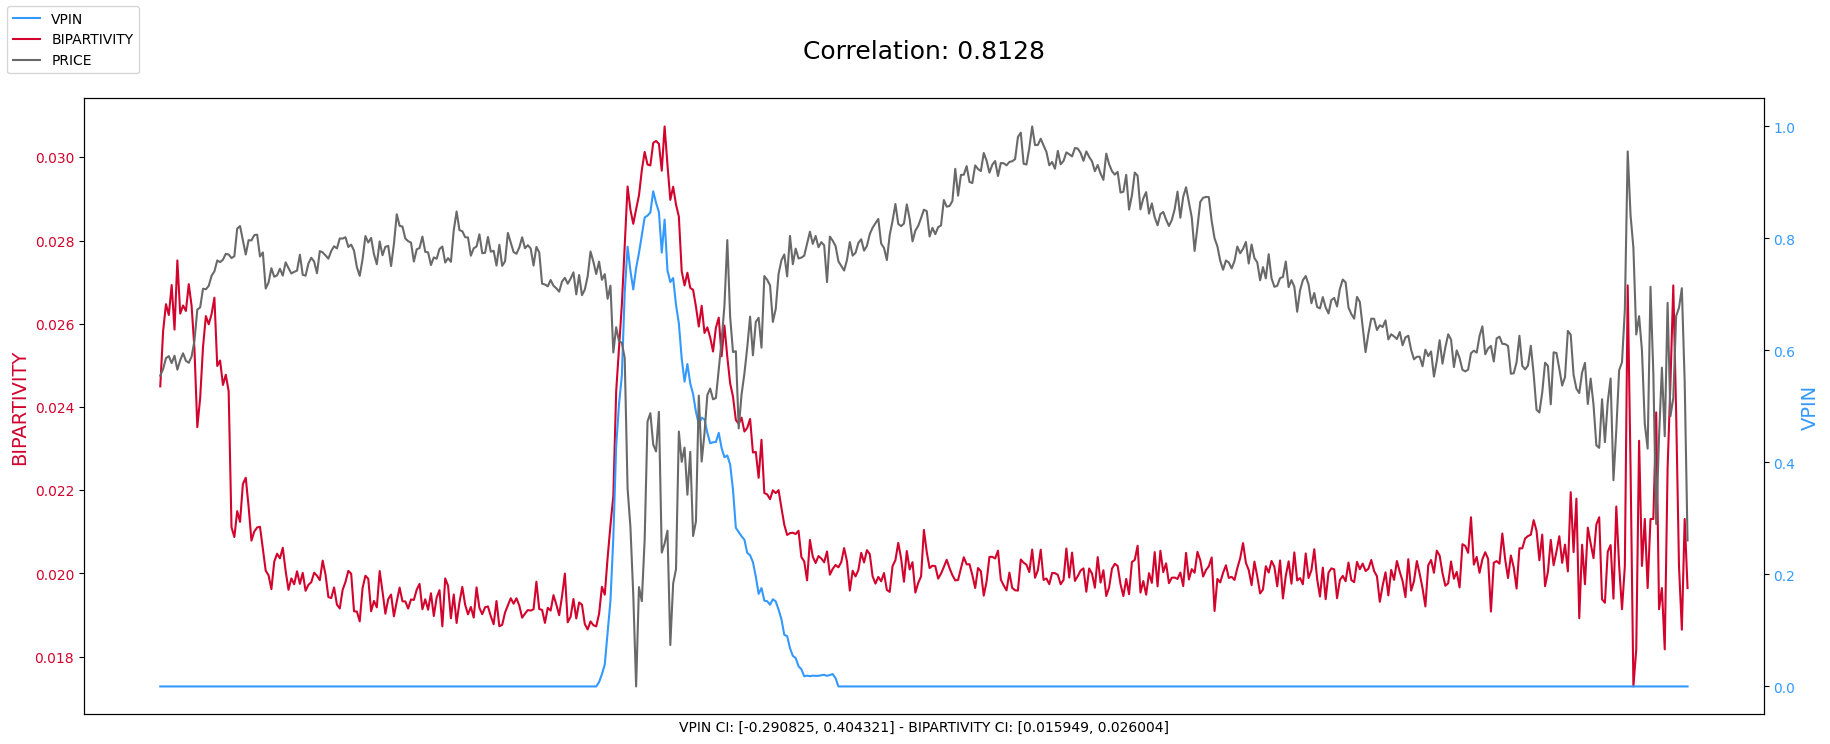 VPIN
BIPARTIVITY
PRICE
Correlation: 0.8128
BIPARTIVITY
0.030
0.028
0.026
0.024
0.022
0.020
0.018
1.0
0.8
0.6
0.4
0.2
0.0
VPIN
VPIN CI: [-0.290825, 0.404321] - BIPARTIVITY CI: [0.015949, 0.026004]